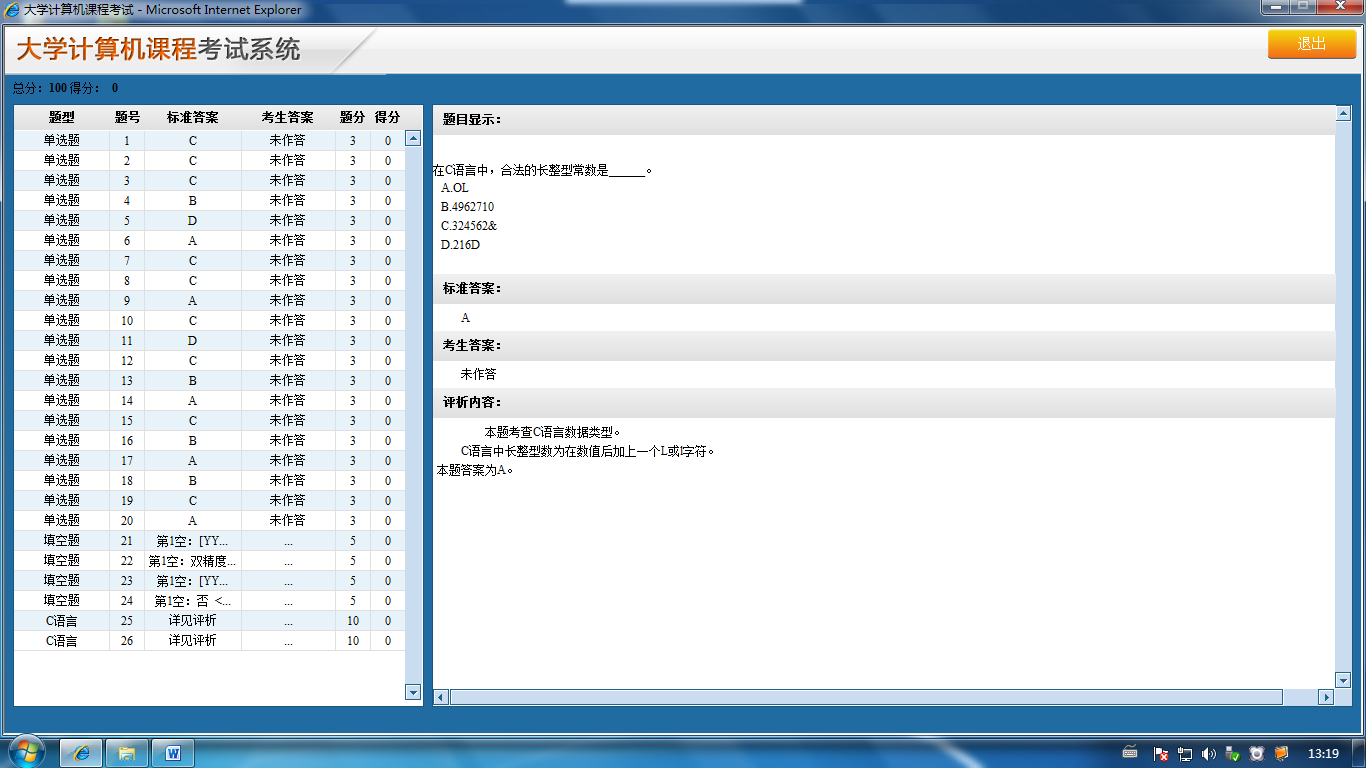 大学计算机课程考试 - Microsoft Internet Explorer
大学计算机课程考试系统
退出
总分：100 得分： 0
题型 题号 标准答案 考生答案 题分 得分
单选题 1 C 未作答 3 0
单选题 2 C 未作答 3 0
单选题 3 C 未作答 3 0
单选题 4 B 未作答 3 0
单选题 5 D 未作答 3 0
单选题 6 A 未作答 3 0
单选题 7 C 未作答 3 0
单选题 8 C 未作答 3 0
单选题 9 A 未作答 3 0
单选题 10 C 未作答 3 0
单选题 11 D 未作答 3 0
单选题 12 C 未作答 3 0
单选题 13 B 未作答 3 0
单选题 14 A 未作答 3 0
单选题 15 C 未作答 3 0
单选题 16 B 未作答 3 0
单选题 17 A 未作答 3 0
单选题 18 B 未作答 3 0
单选题 19 C 未作答 3 0
单选题 20 A 未作答 3 0
填空题 21 第1空：[YY... ... 5 0
填空题 22 第1空：双精度... ... 5 0
填空题 23 第1空：[YY... ... 5 0
填空题 24 第1空：否 <... ... 5 0
C语言 25 详见评析 ... 10 0
C语言 26 详见评析 ... 10 0
题目显示：
在C语言中，合法的长整型常数是______。
A.OL
B.4962710
C.324562&
D.216D
标准答案：
A
考生答案：
未作答
评析内容：
本题考查C语言数据类型。
C语言中长整型数为在数值后加上一个L或l字符。
本题答案为A。
13:19